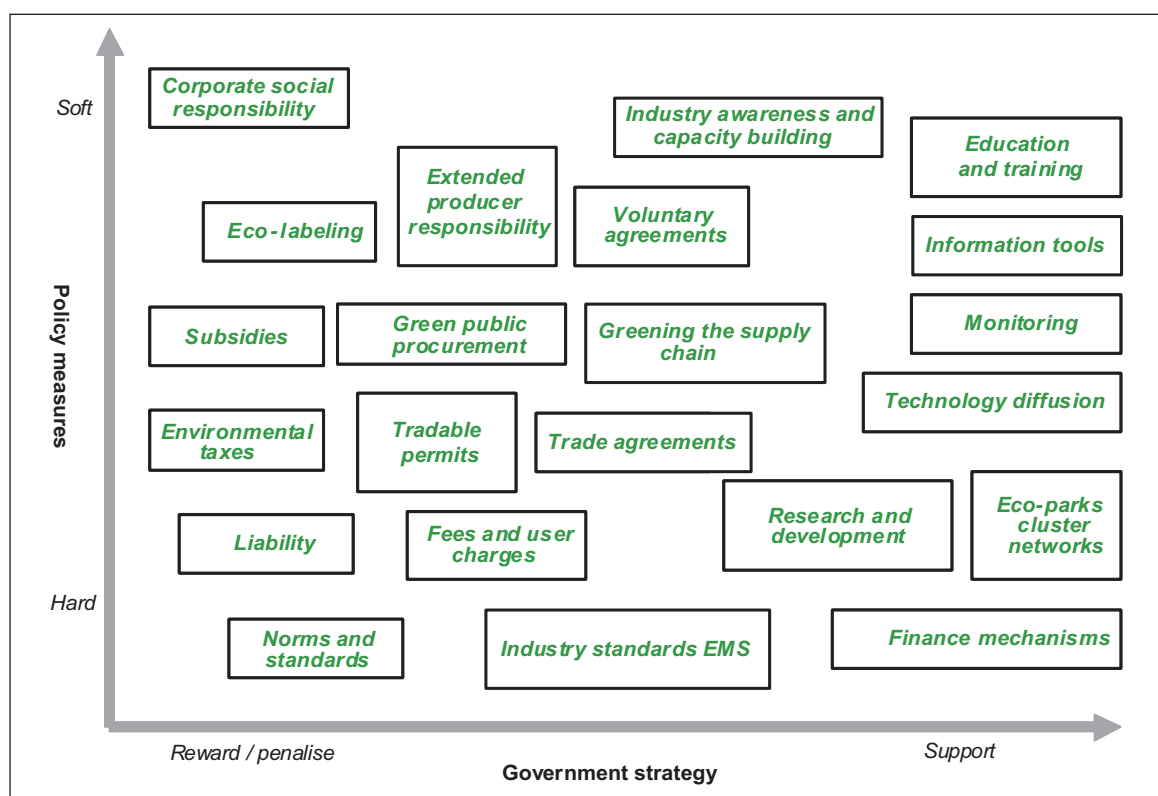 Soft
Corporate social
responsibility
Industry awareness and
capacity building
Education
and training
Extended
producer
responsibility
Eco-labeling
Voluntary
agreements
Information tools
Policy measures
Subsidies
Green public
procurement
Greening the supply
chain
Monitoring
Technology diffusion
Environmental
taxes
Tradable
permits
Trade agreements
Liability
Fees and user
charges
Research and
development
Eco-parks
cluster
networks
Hard
Norms and
standards
Industry standards EMS
Finance mechanisms
Reward / penalise
Support
Government strategy